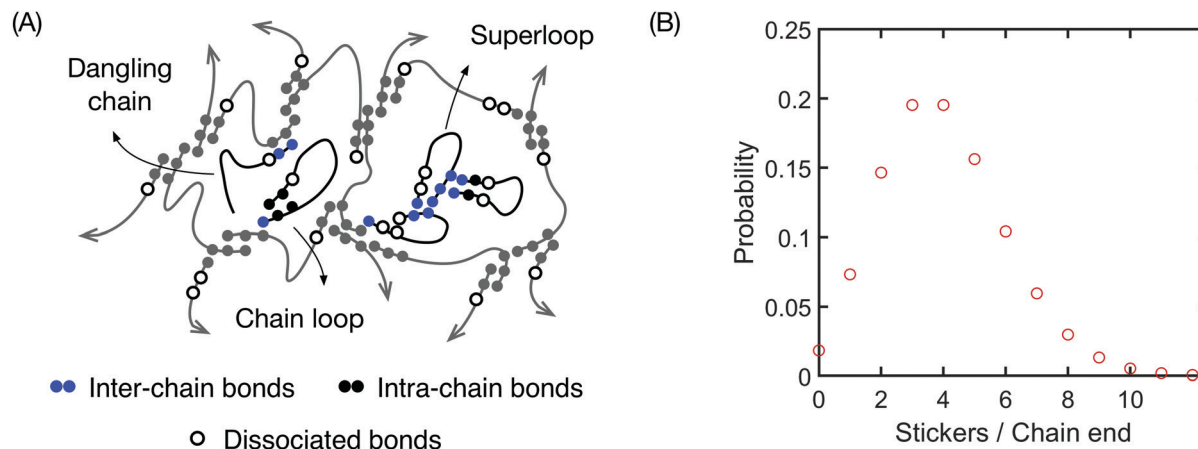 (A)
Superloop
Dangling
chain
Chain loop
Inter-chain bonds
Intra-chain bonds
Dissociated bonds
(B)
0.25
0.2
0.15
0.1
0.05
0
0 2 4 6 8 10
Probability
Stickers / Chain end